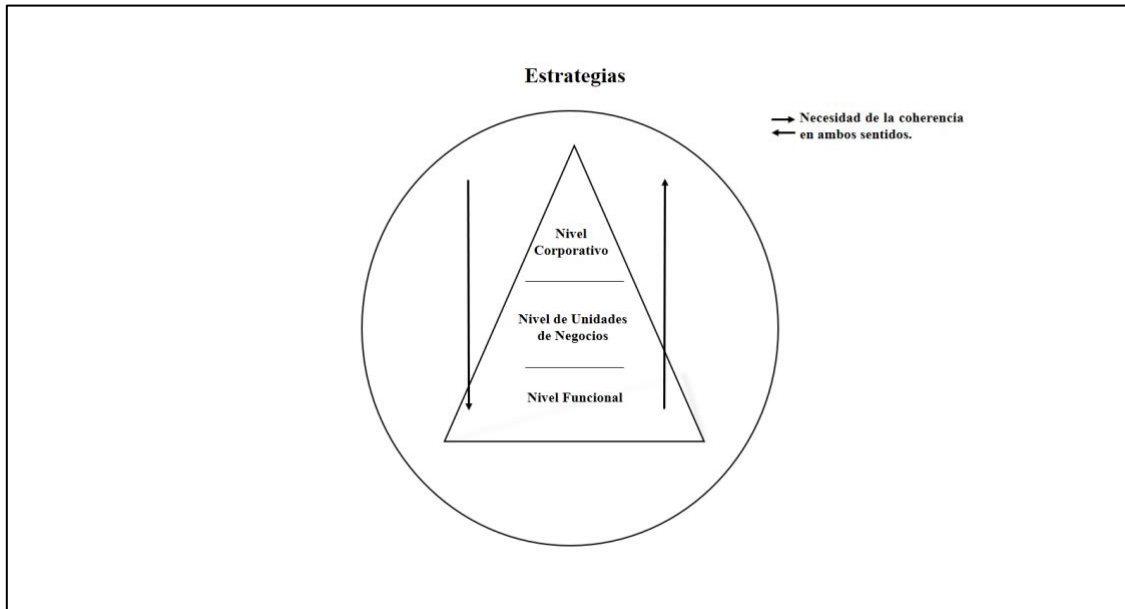 Estrategias
Necesidad de la coherencia
en ambos sentidos.
Nivel
Corporativo
Nivel de Unidades
de Negocios
Nivel Funcional